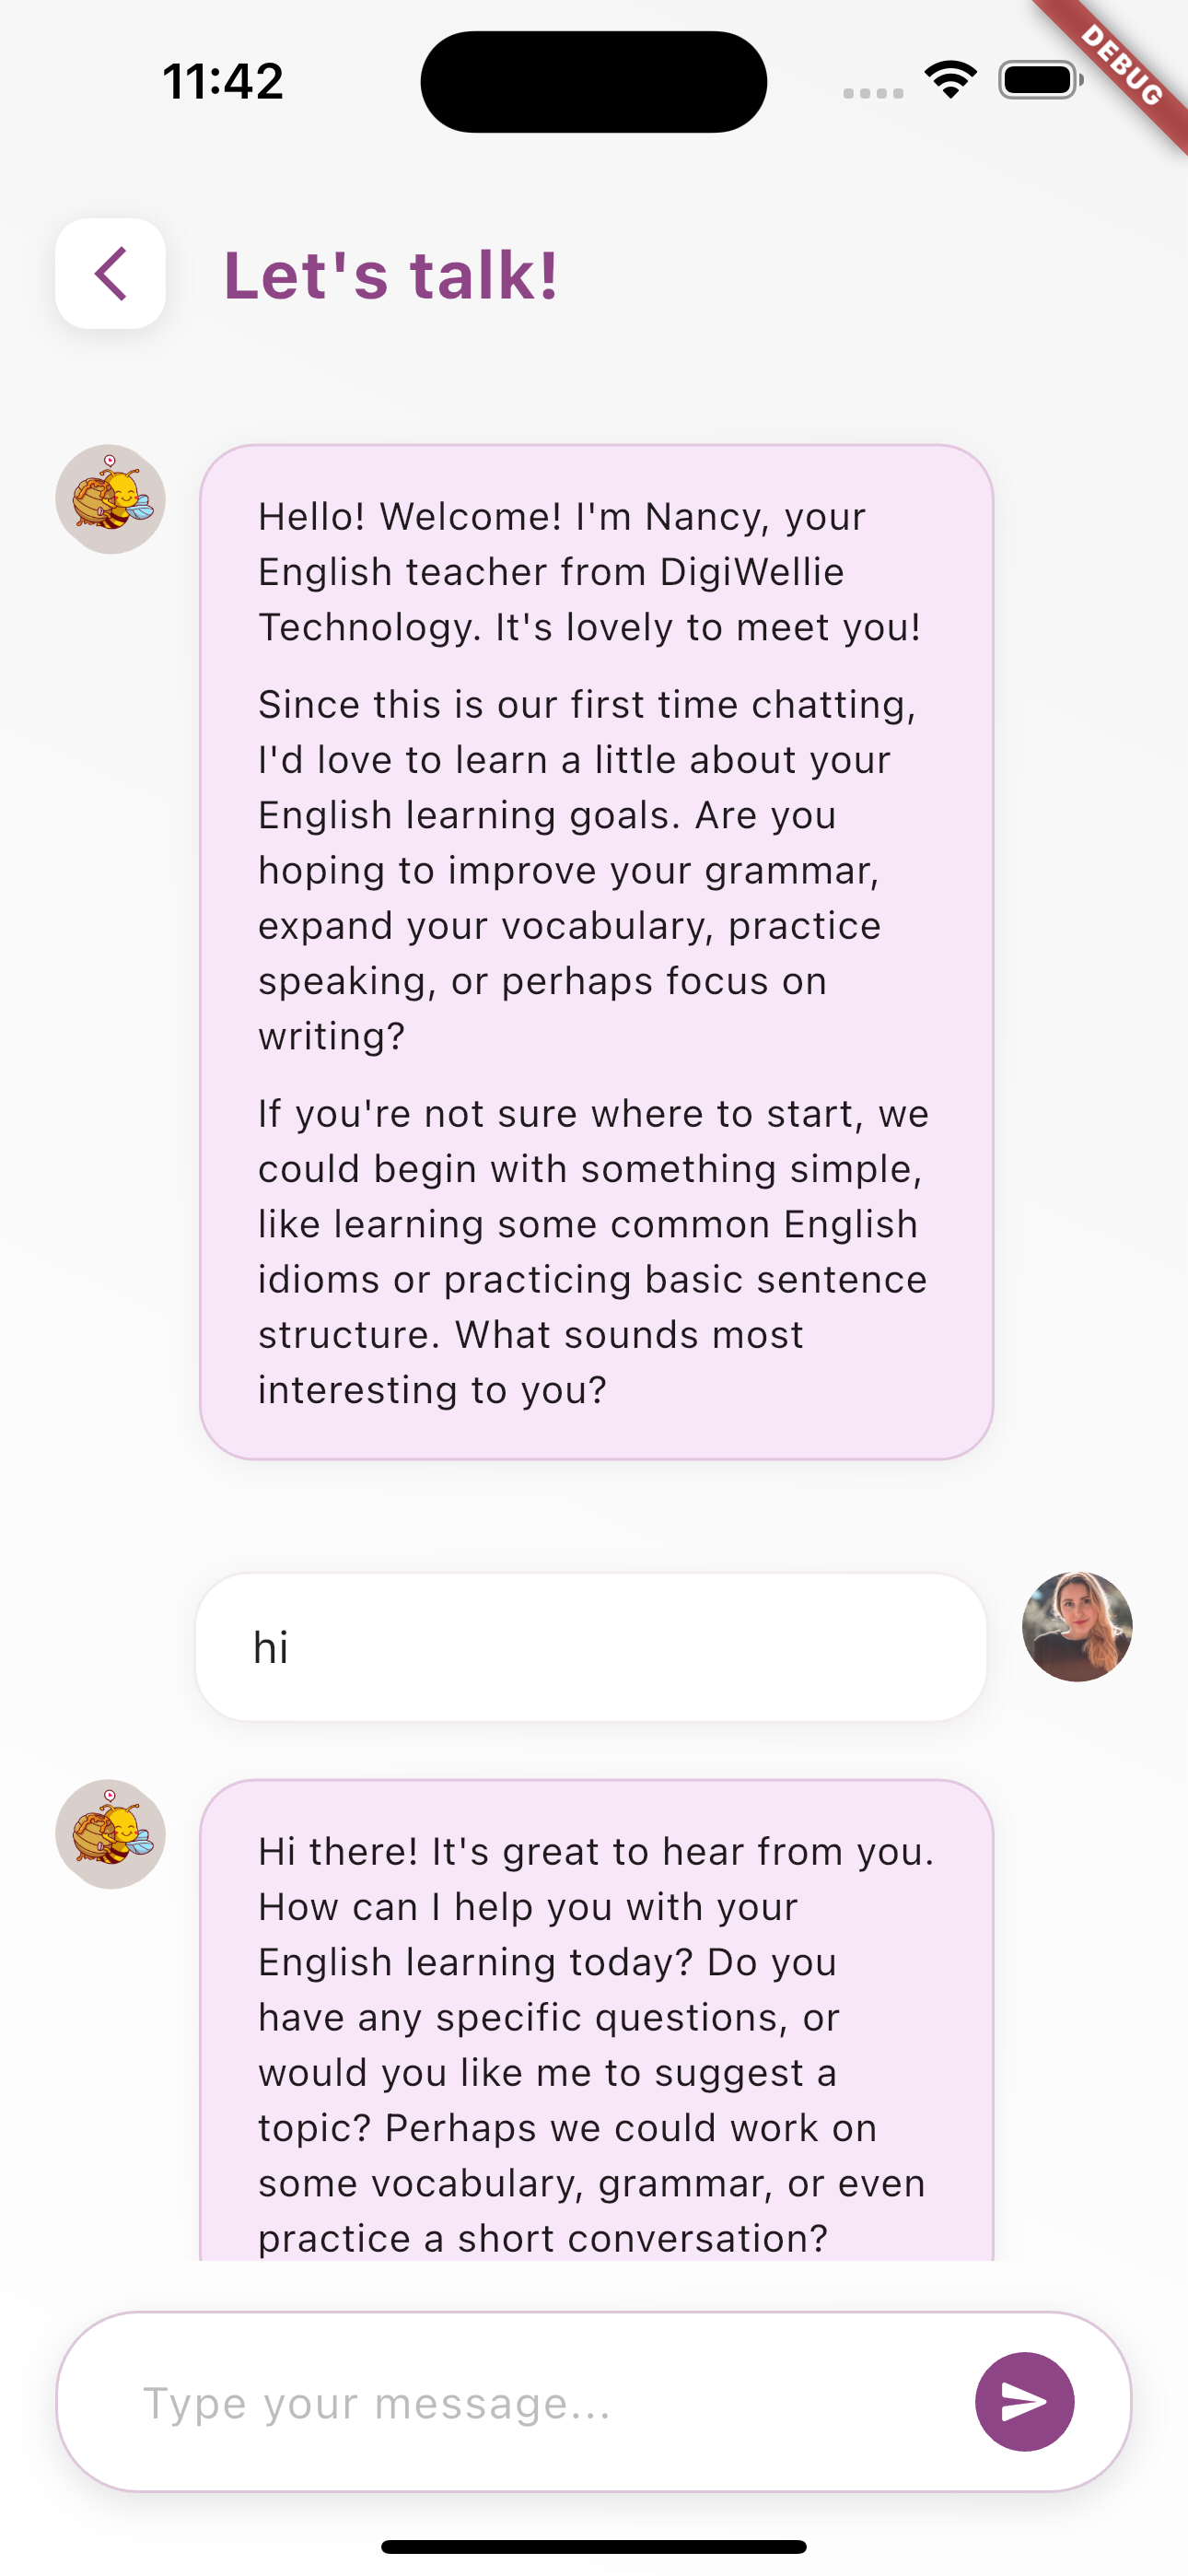 11:42
DEBUG
Let's talk!
Hello! Welcome! I'm Nancy, your
English teacher from DigiWellie
Technology. It's lovely to meet you!
Since this is our first time chatting,
I'd love to learn a little about your
English learning goals. Are you
hoping to improve your grammar,
expand your vocabulary, practice
speaking, or perhaps focus on
writing?
If you're not sure where to start, we
could begin with something simple,
like learning some common English
idioms or practicing basic sentence
structure. What sounds most
interesting to you?
hi
Hi there! It's great to hear from you.
How can I help you with your
English learning today? Do you
have any specific questions, or
would you like me to suggest a
topic? Perhaps we could work on
some vocabulary, grammar, or even
practice a short conversation?
Type your message...